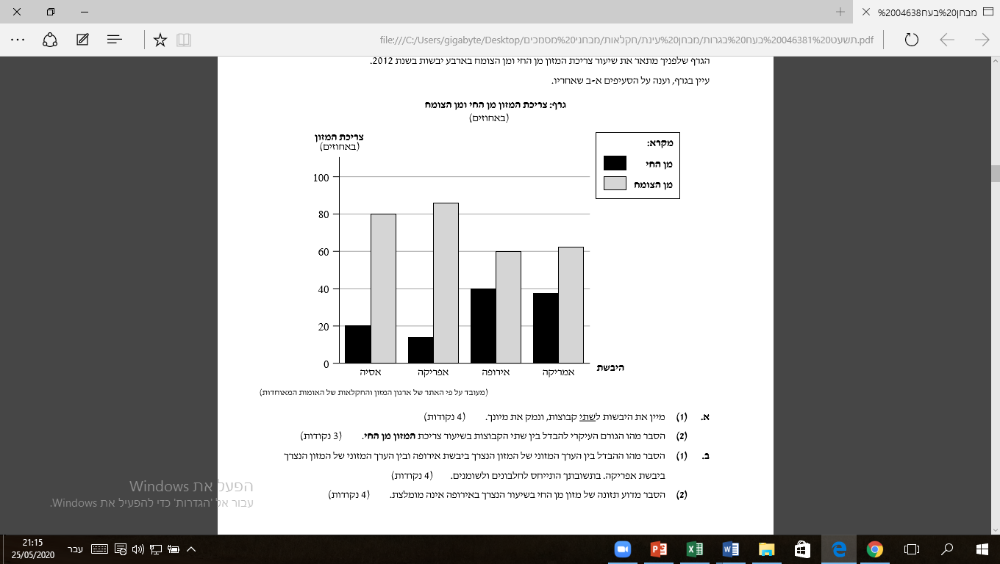 מבחן%20בעח%2004638
file:///C:/Users/gigabyte/Desktop/מבחן%20עינת/חקלאות/מבחני%20מסמכים%20בגרות/בעח%20046381%20תשעט.pdf
הגרף שלפניך מתאר את שיעור צריכת המזון מן החי ומן הצומח בארבע יבשות בשנת 2012.
עיין בגרף, וענה על הסעיפים א-ב שאחריו.
גרף: צריכת המזון מן החי ומן הצומח
(באחוזים)
צריכת המזון
(באחוזים)
מקרא:
מן החי
מן הצומח
100
80
60
40
20
0
אסיה
אפריקה
אירופה
אמריקה
היבשת
(מעובד על פי האתר של ארגון המזון והחקלאות של האומות המאוחדות)
א. (1) מיין את היבשות לשתי קבוצות, ונמק את מיונך. (4 נקודות)
(2) הסבר מהו הגורם העיקרי להבדל בין שתי הקבוצות בשיעור צריכת המזון מן החי. (3 נקודות)
ב. (1) הסבר מהו ההבדל בין הערך המזוני של המזון הנצרך ביבשת אירופה ובין הערך המזוני של המזון הנצרך
ביבשת אפריקה. בתשובתך התייחס לחלבונים ולשומנים. (4 נקודות)
(2) הסבר מדוע תזונה של מזון מן החי בשיעור הנצרך באירופה אינה מומלצת. (4 נקודות)
הפעל את Windows
עבור אל 'הגדרות' כדי להפעיל את Windows.
עבר
21:15
25/05/2020